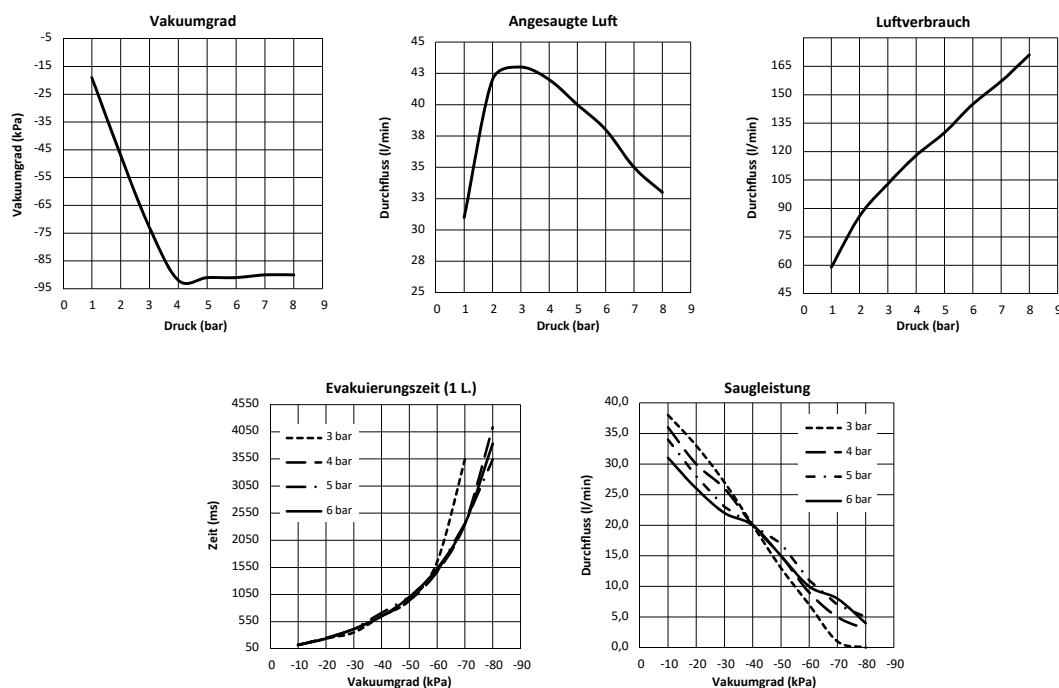 Vakuumgrad
-5
-15
-25
-35
-45
-55
-65
-75
-85
-95
0 1 2 3 4 5 6 7 8 9
Vakuumgrad (kPa)
Druck (bar)
Angesaugte Luft
45
43
40
38
35
33
30
28
25
0 1 2 3 4 5 6 7 8 9
Durchfluss (l/min)
Druck (bar)
Luftverbrauch
165
150
135
120
105
90
75
60
45
0 1 2 3 4 5 6 7 8 9
Durchfluss (l/min)
Druck (bar)
Evakuierungszeit (1 L.)
4550
4050
3550
3050
2550
2050
1550
1050
550
50
0 -10 -20 -30 -40 -50 -60 -70 -80 -90
Zeit (ms)
Vakuumgrad (kPa)
3 bar
4 bar
5 bar
6 bar
Saugleistung
40,0
35,0
30,0
25,0
20,0
15,0
10,0
5,0
0,0
0 -10 -20 -30 -40 -50 -60 -70 -80 -90
Durchfluss (l/min)
Vakuumgrad (kPa)
3 bar
4 bar
5 bar
6 bar